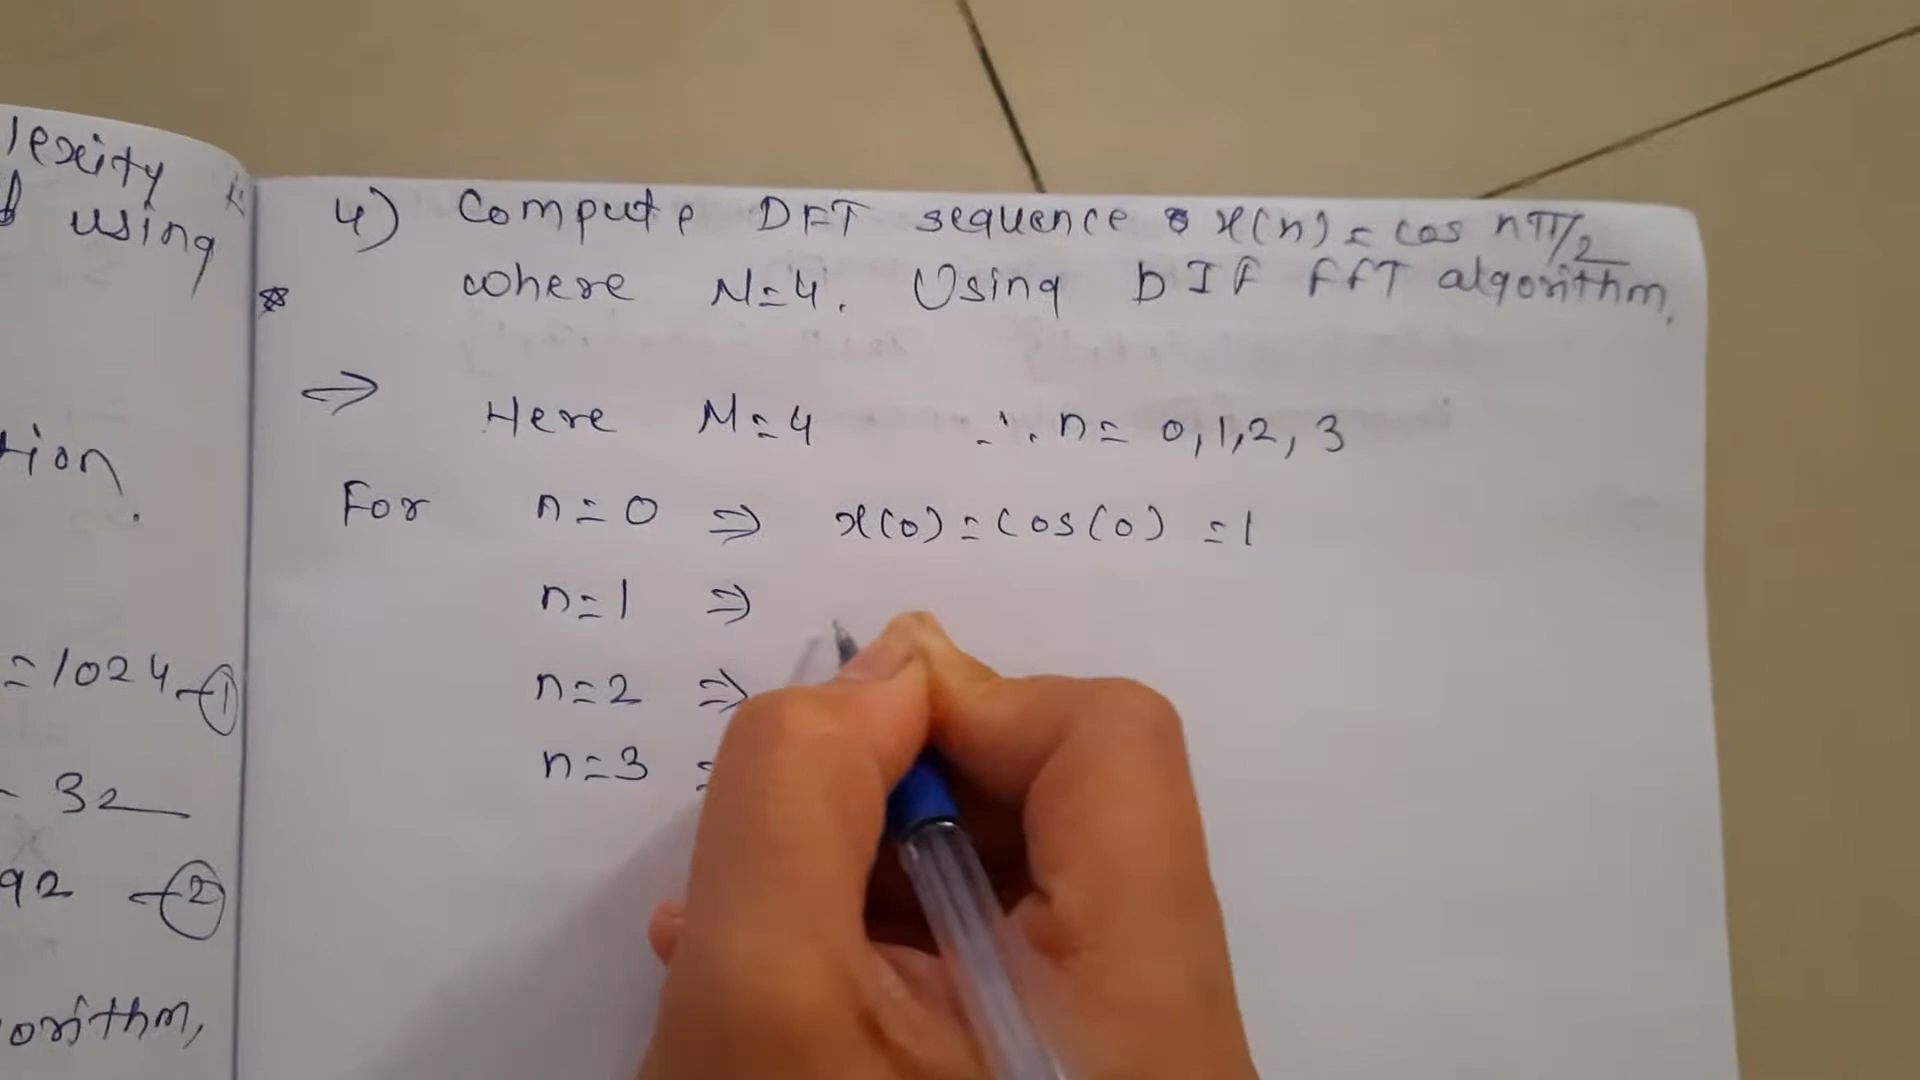 lexity
using
tion.
=1024 -①
32
92 -②
orithm,
4) Compute DFT sequence x(n) = cos nπ/2
where N=4. Using DIF FFT algorithm.
⇒ Here N=4 ∴ n= 0,1,2,3
For n=0 ⇒ x(0)=cos(0) =1
n=1 ⇒
n=2 ⇒
n=3 =